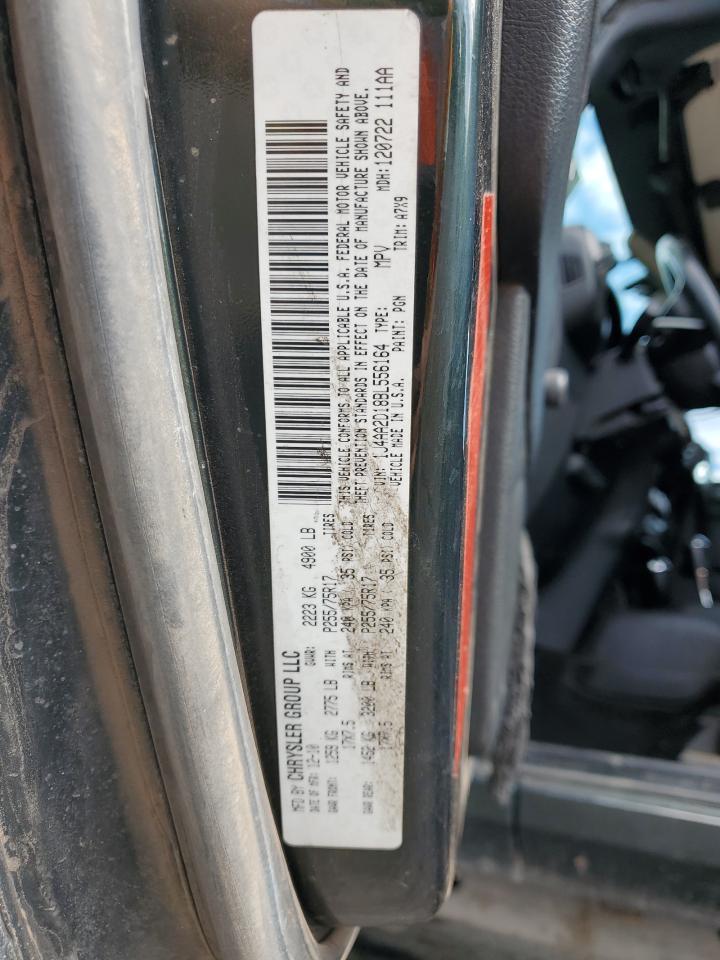 MFD BY CHRYSLER GROUP LLC
DATE OF MFR: 12-10 GVWR: 2223 KG 4900 LB
GAWR FRONT: 1259 KG 2775 LB WITH P255/75R17 TIRES
17X7.5 RIMS AT 240 KPA 35 PSI COLD
GAWR REAR: 1452 KG 3200 LB WITH P255/75R17 TIRES
17X7.5 RIMS AT 240 KPA 35 PSI COLD
THIS VEHICLE CONFORMS TO ALL APPLICABLE U.S.A. FEDERAL MOTOR VEHICLE SAFETY AND
THEFT PREVENTION STANDARDS IN EFFECT ON THE DATE OF MANUFACTURE SHOWN ABOVE.
VIN: 1J4AA2D18BL556164 TYPE: MPV MDH: 120722 111AA
VEHICLE MADE IN U.S.A. PAINT: PGN TRIM: A7X9